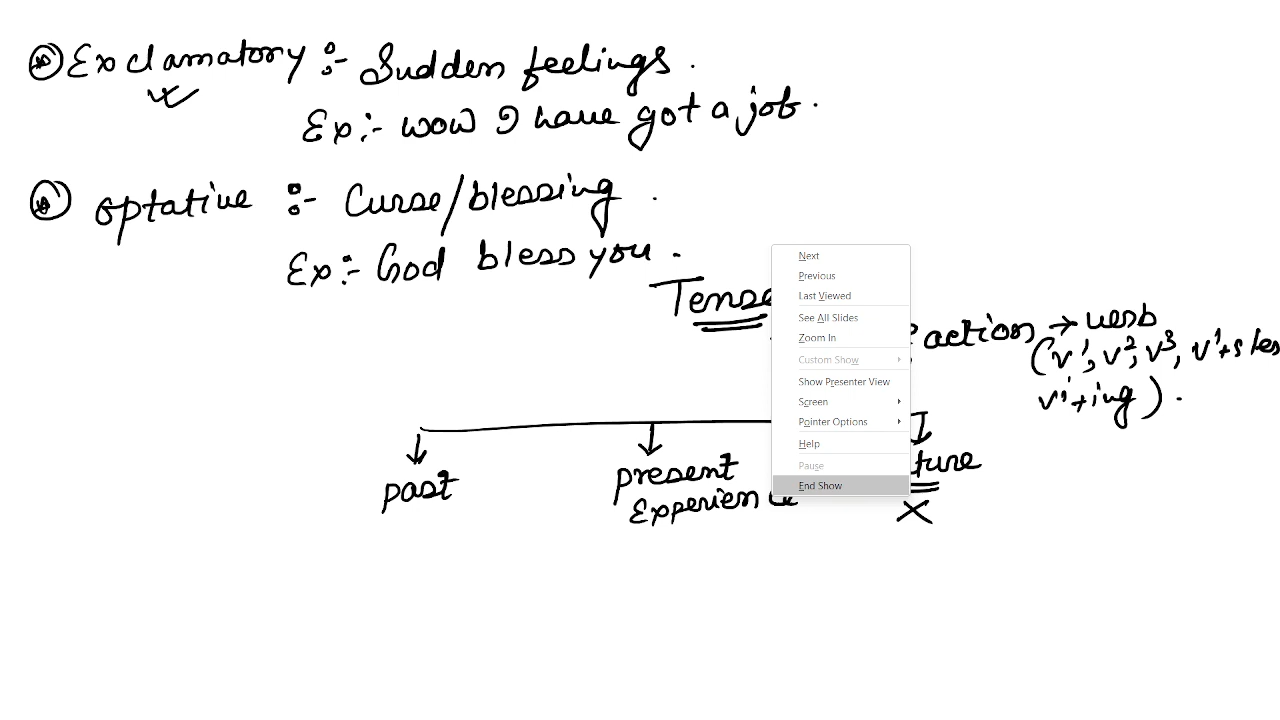 Exclamatory :- Sudden feelings.
Ex:- wow I have got a job.
optative :- Curse/blessing.
Ex:- God bless you.
Tense
action → verb
(v¹, v², v³, v¹+s/es
v¹+ing).
past
present
ture
Experience
X
Next
Previous
Last Viewed
See All Slides
Zoom In
Custom Show
Show Presenter View
Screen
Pointer Options
Help
Pause
End Show